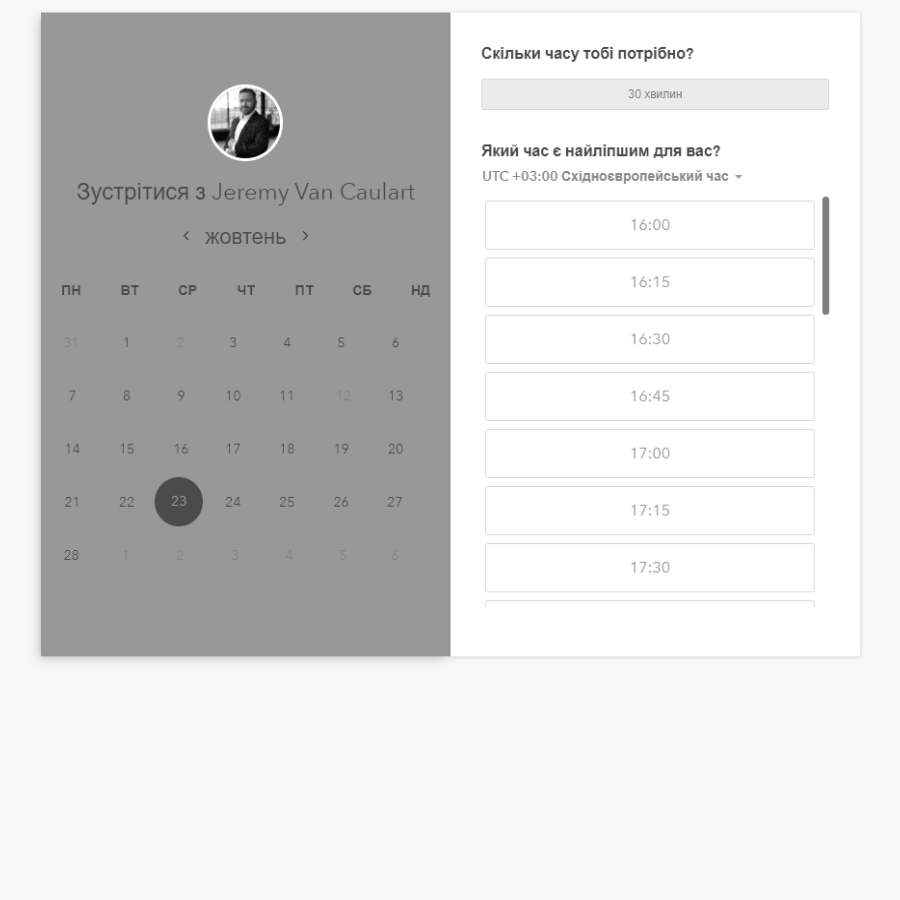 Зустрітися з Jeremy Van Caulart
жовтень
ПН ВТ СР ЧТ ПТ СБ НД
31 1 2 3 4 5 6
7 8 9 10 11 12 13
14 15 16 17 18 19 20
21 22 23 24 25 26 27
28 1 2 3 4 5 6
Скільки часу тобі потрібно?
30 хвилин
Який час є найліпшим для вас?
UTC +03:00 Східноєвропейський час
16:00
16:15
16:30
16:45
17:00
17:15
17:30